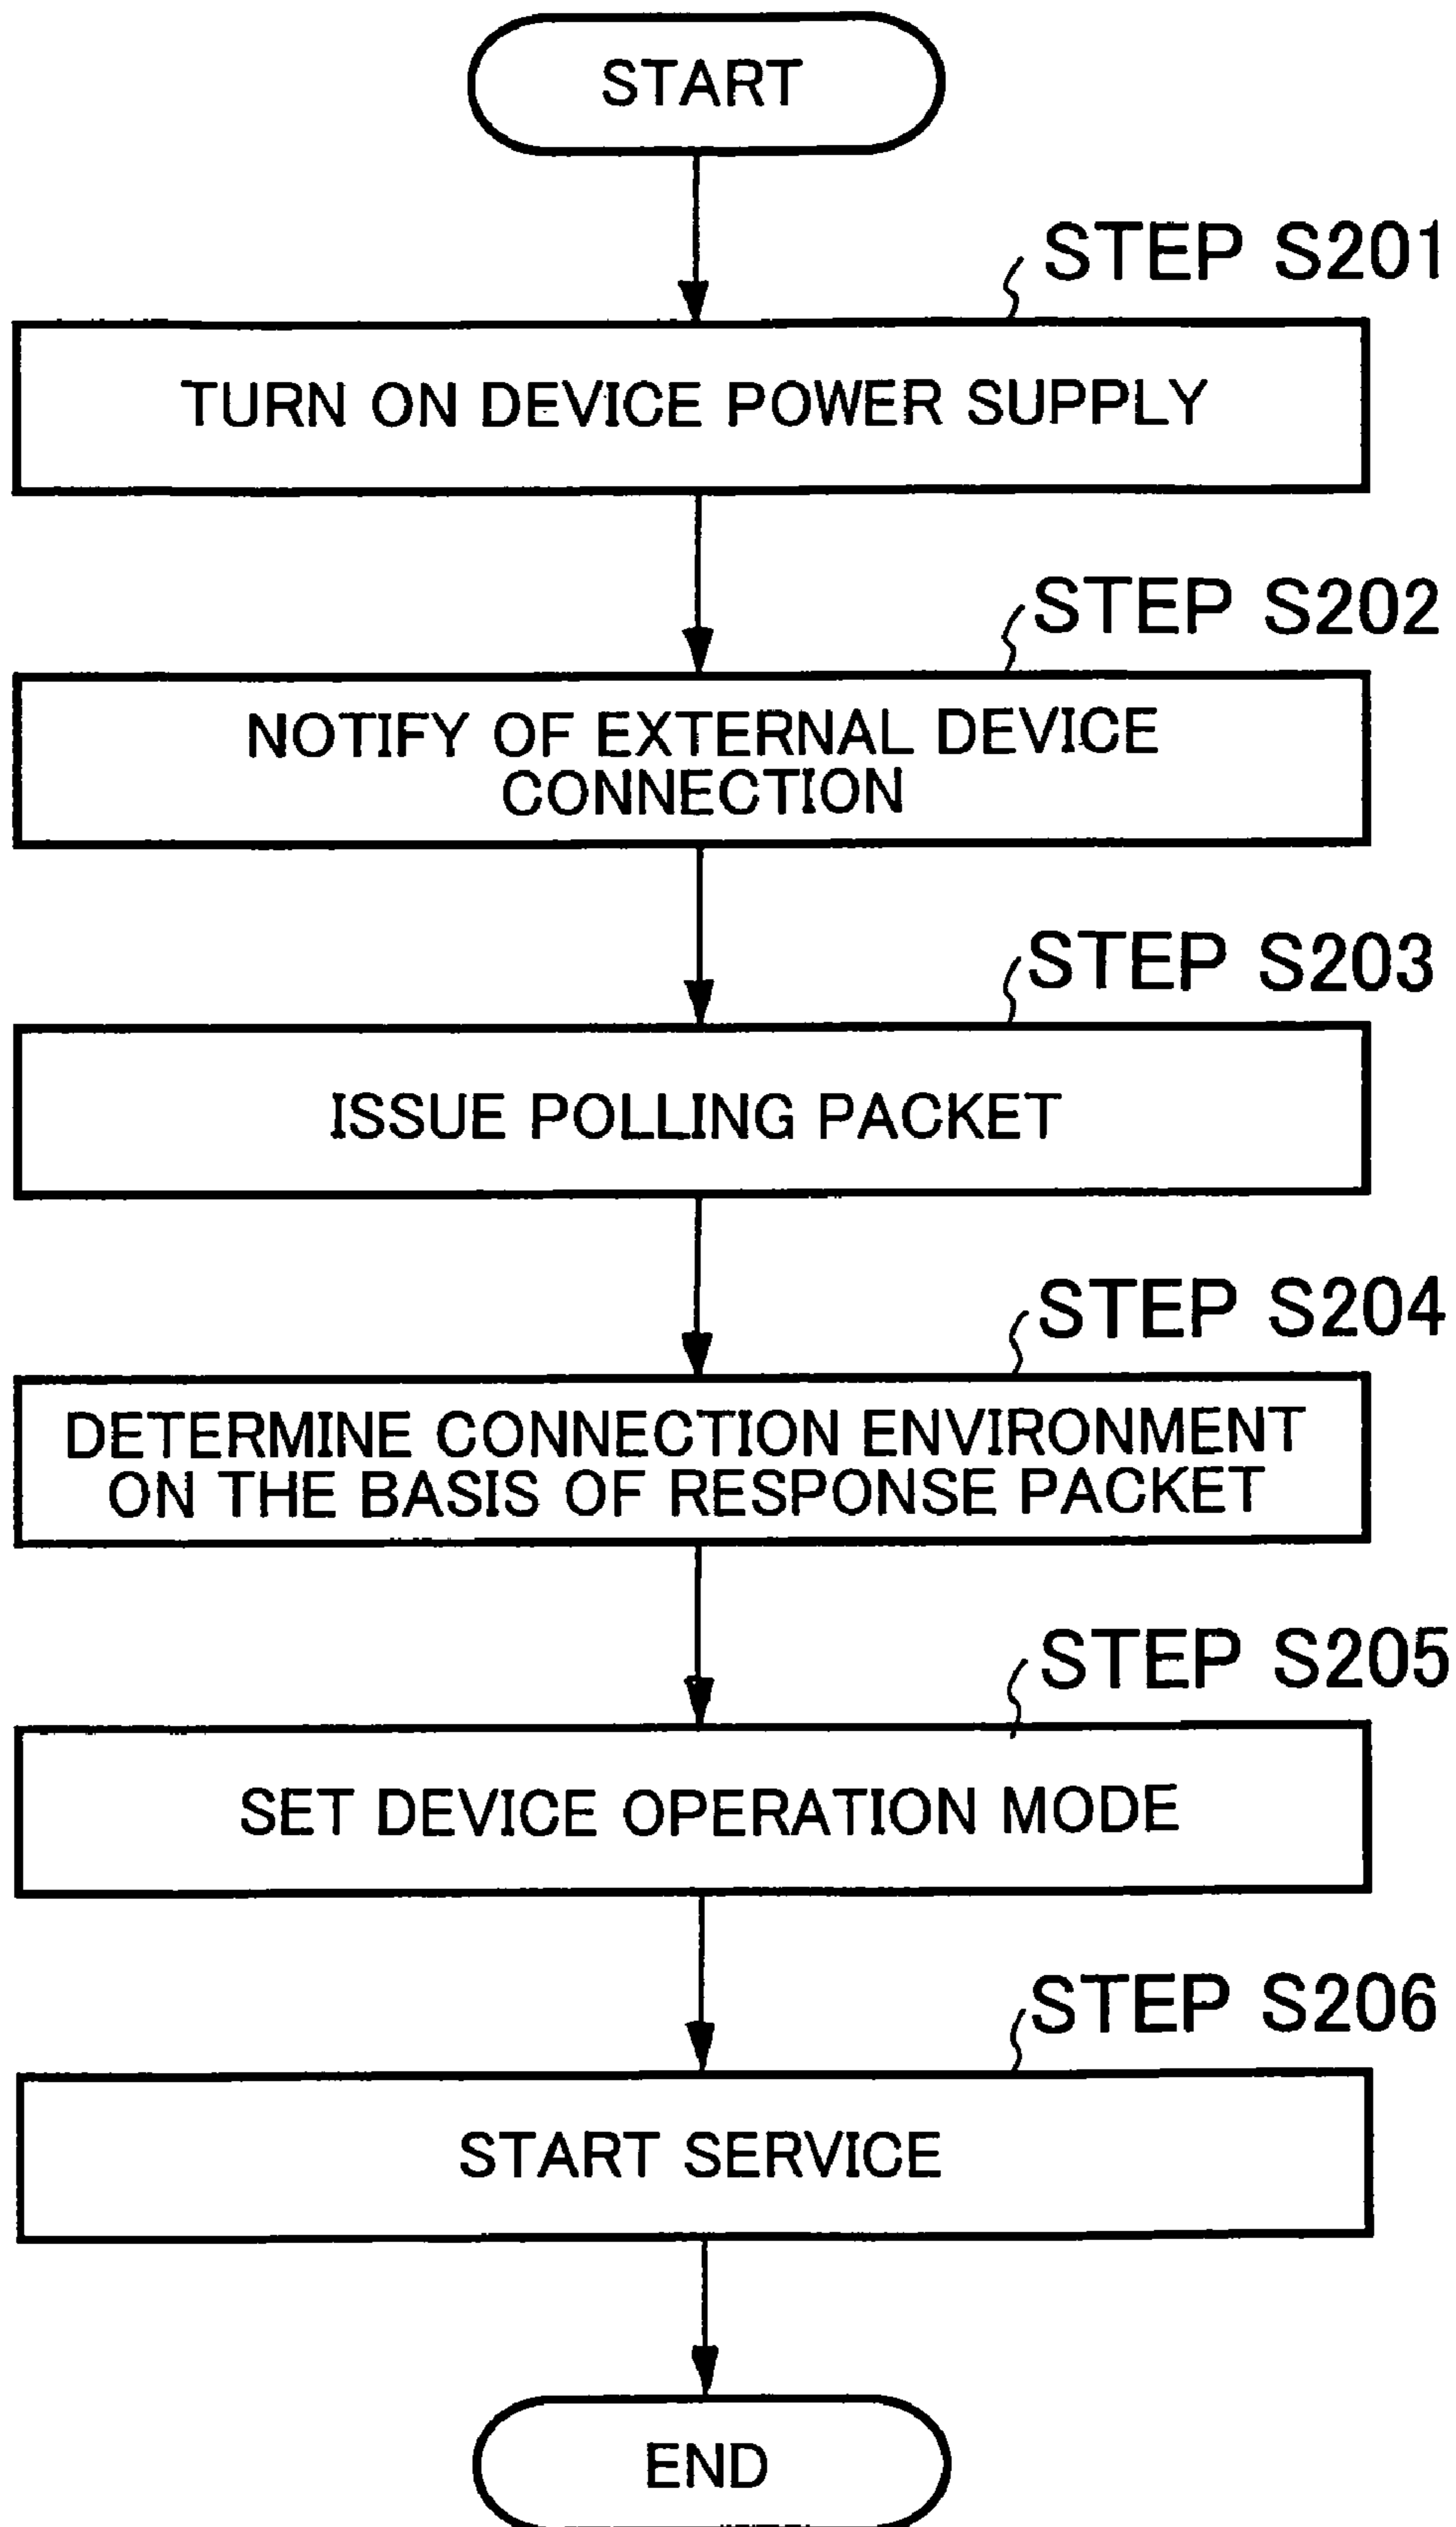 START
STEP S201
TURN ON DEVICE POWER SUPPLY
STEP S202
NOTIFY OF EXTERNAL DEVICE
CONNECTION
STEP S203
ISSUE POLLING PACKET
STEP S204
DETERMINE CONNECTION ENVIRONMENT
ON THE BASIS OF RESPONSE PACKET
STEP S205
SET DEVICE OPERATION MODE
STEP S206
START SERVICE
END